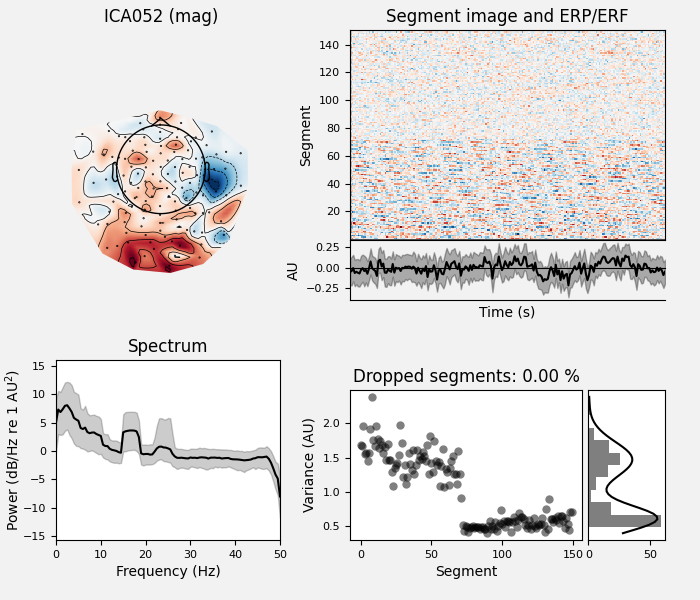 ICA052 (mag)
Segment image and ERP/ERF
Segment
140
120
100
80
60
40
20
AU
0.25
0.00
−0.25
Time (s)
Spectrum
Power (dB/Hz re 1 AU²)
15
10
5
0
−5
−10
−15
0 10 20 30 40 50
Frequency (Hz)
Dropped segments: 0.00 %
Variance (AU)
2.0
1.5
1.0
0.5
0 50 100 150
Segment
0 50